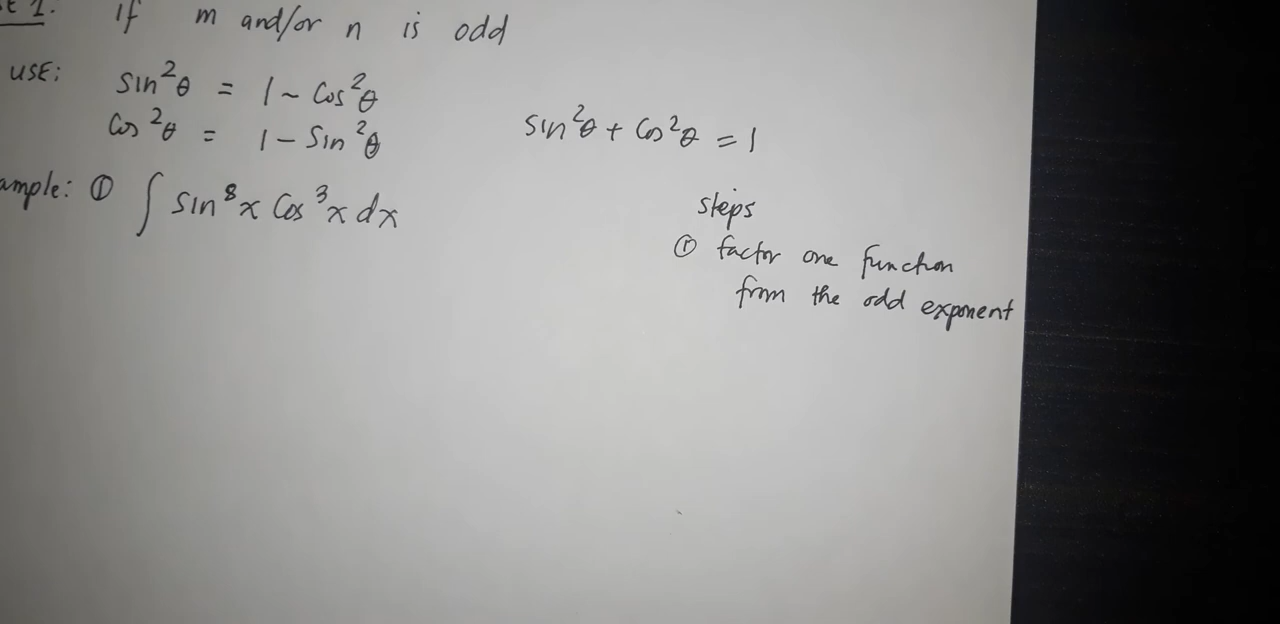 1. If m and/or n is odd
USE:
sin²θ = 1 - Cos²θ
Cos²θ = 1 - Sin²θ
sin²θ + Cos²θ = 1
① ∫ sin⁸x Cos³x dx
steps
① factor one function
from the odd exponent